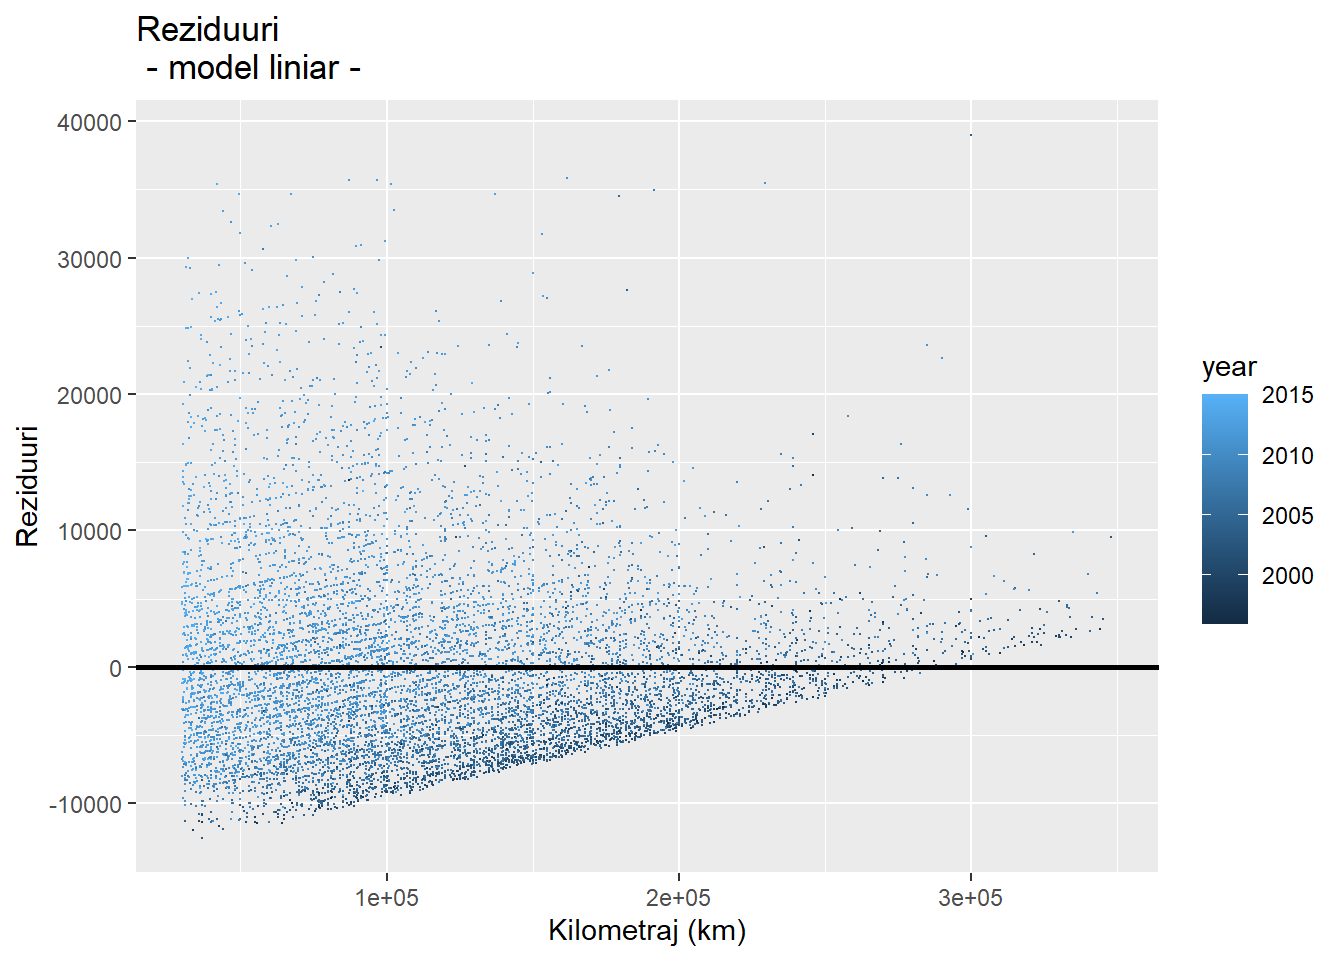 Reziduuri
- model liniar -
40000
30000
20000
10000
0
-10000
Reziduuri
1e+05
2e+05
3e+05
Kilometraj (km)
year
2015
2010
2005
2000